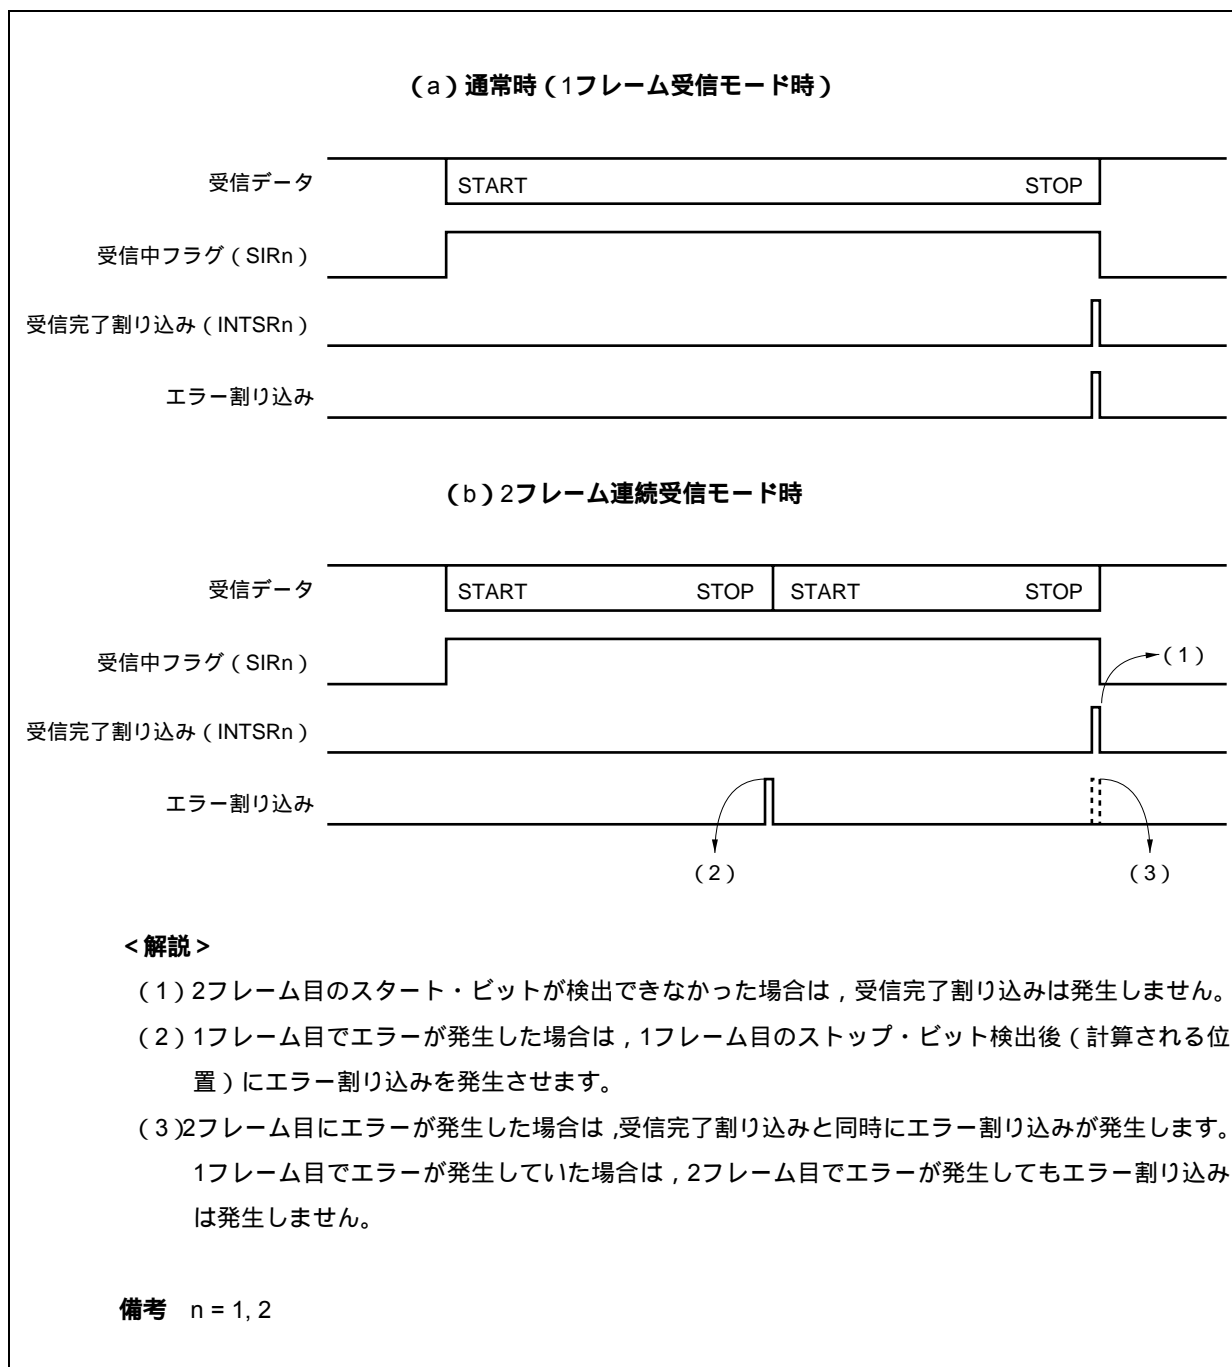 （a）通常時（1フレーム受信モード時）
受信データ
START
STOP
受信中フラグ（SIRn）
受信完了割り込み（INTSRn）
エラー割り込み
（b）2フレーム連続受信モード時
受信データ
START
STOP
START
STOP
受信中フラグ（SIRn）
（1）
受信完了割り込み（INTSRn）
エラー割り込み
（2）
（3）
＜解説＞
（1）2フレーム目のスタート・ビットが検出できなかった場合は，受信完了割り込みは発生しません。
（2）1フレーム目でエラーが発生した場合は，1フレーム目のストップ・ビット検出後（計算される位
置）にエラー割り込みを発生させます。
（3）2フレーム目にエラーが発生した場合は，受信完了割り込みと同時にエラー割り込みが発生します。
1フレーム目でエラーが発生していた場合は，2フレーム目でエラーが発生してもエラー割り込み
は発生しません。
備考 n = 1, 2